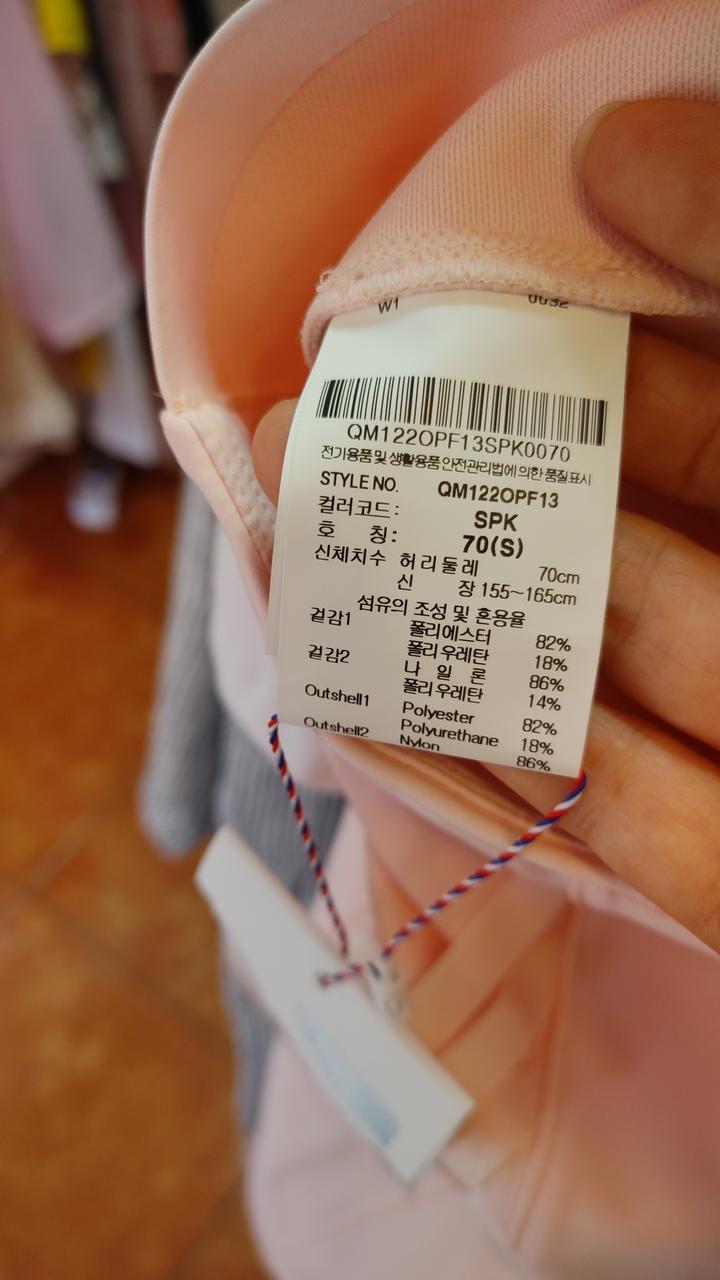 W1 0032
QM122OPF13SPK0070
전기용품 및 생활용품 안전관리법에 의한 품질표시
STYLE NO. QM122OPF13
컬러코드: SPK
호 칭: 70(S)
신체치수 허리둘레 70cm
신 장 155~165cm
섬유의 조성 및 혼용율
겉감1 폴리에스터 82%
폴리우레탄 18%
겉감2 나 일 론 86%
폴리우레탄 14%
Outshell1 Polyester 82%
Polyurethane 18%
Outshell2 Nylon 86%